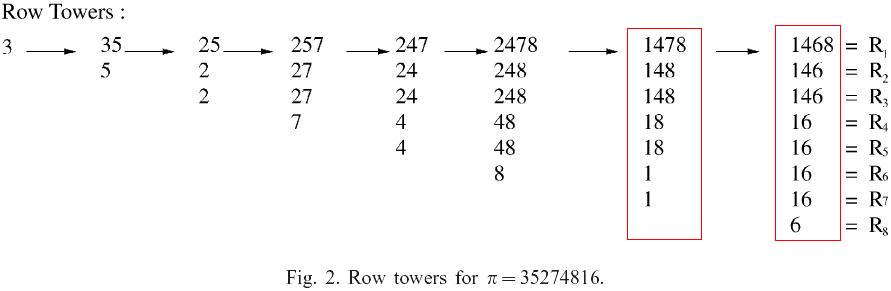 Row Towers :
3 → 35 → 25 → 257 → 247 → 2478 → 1478 → 1468 = R₁
5 2 27 24 248 148 146 = R₂
2 27 24 248 148 146 = R₃
7 4 48 18 16 = R₄
4 48 18 16 = R₅
8 1 16 = R₆
1 16 = R₇
6 = R₈
Fig. 2. Row towers for π = 35274816.